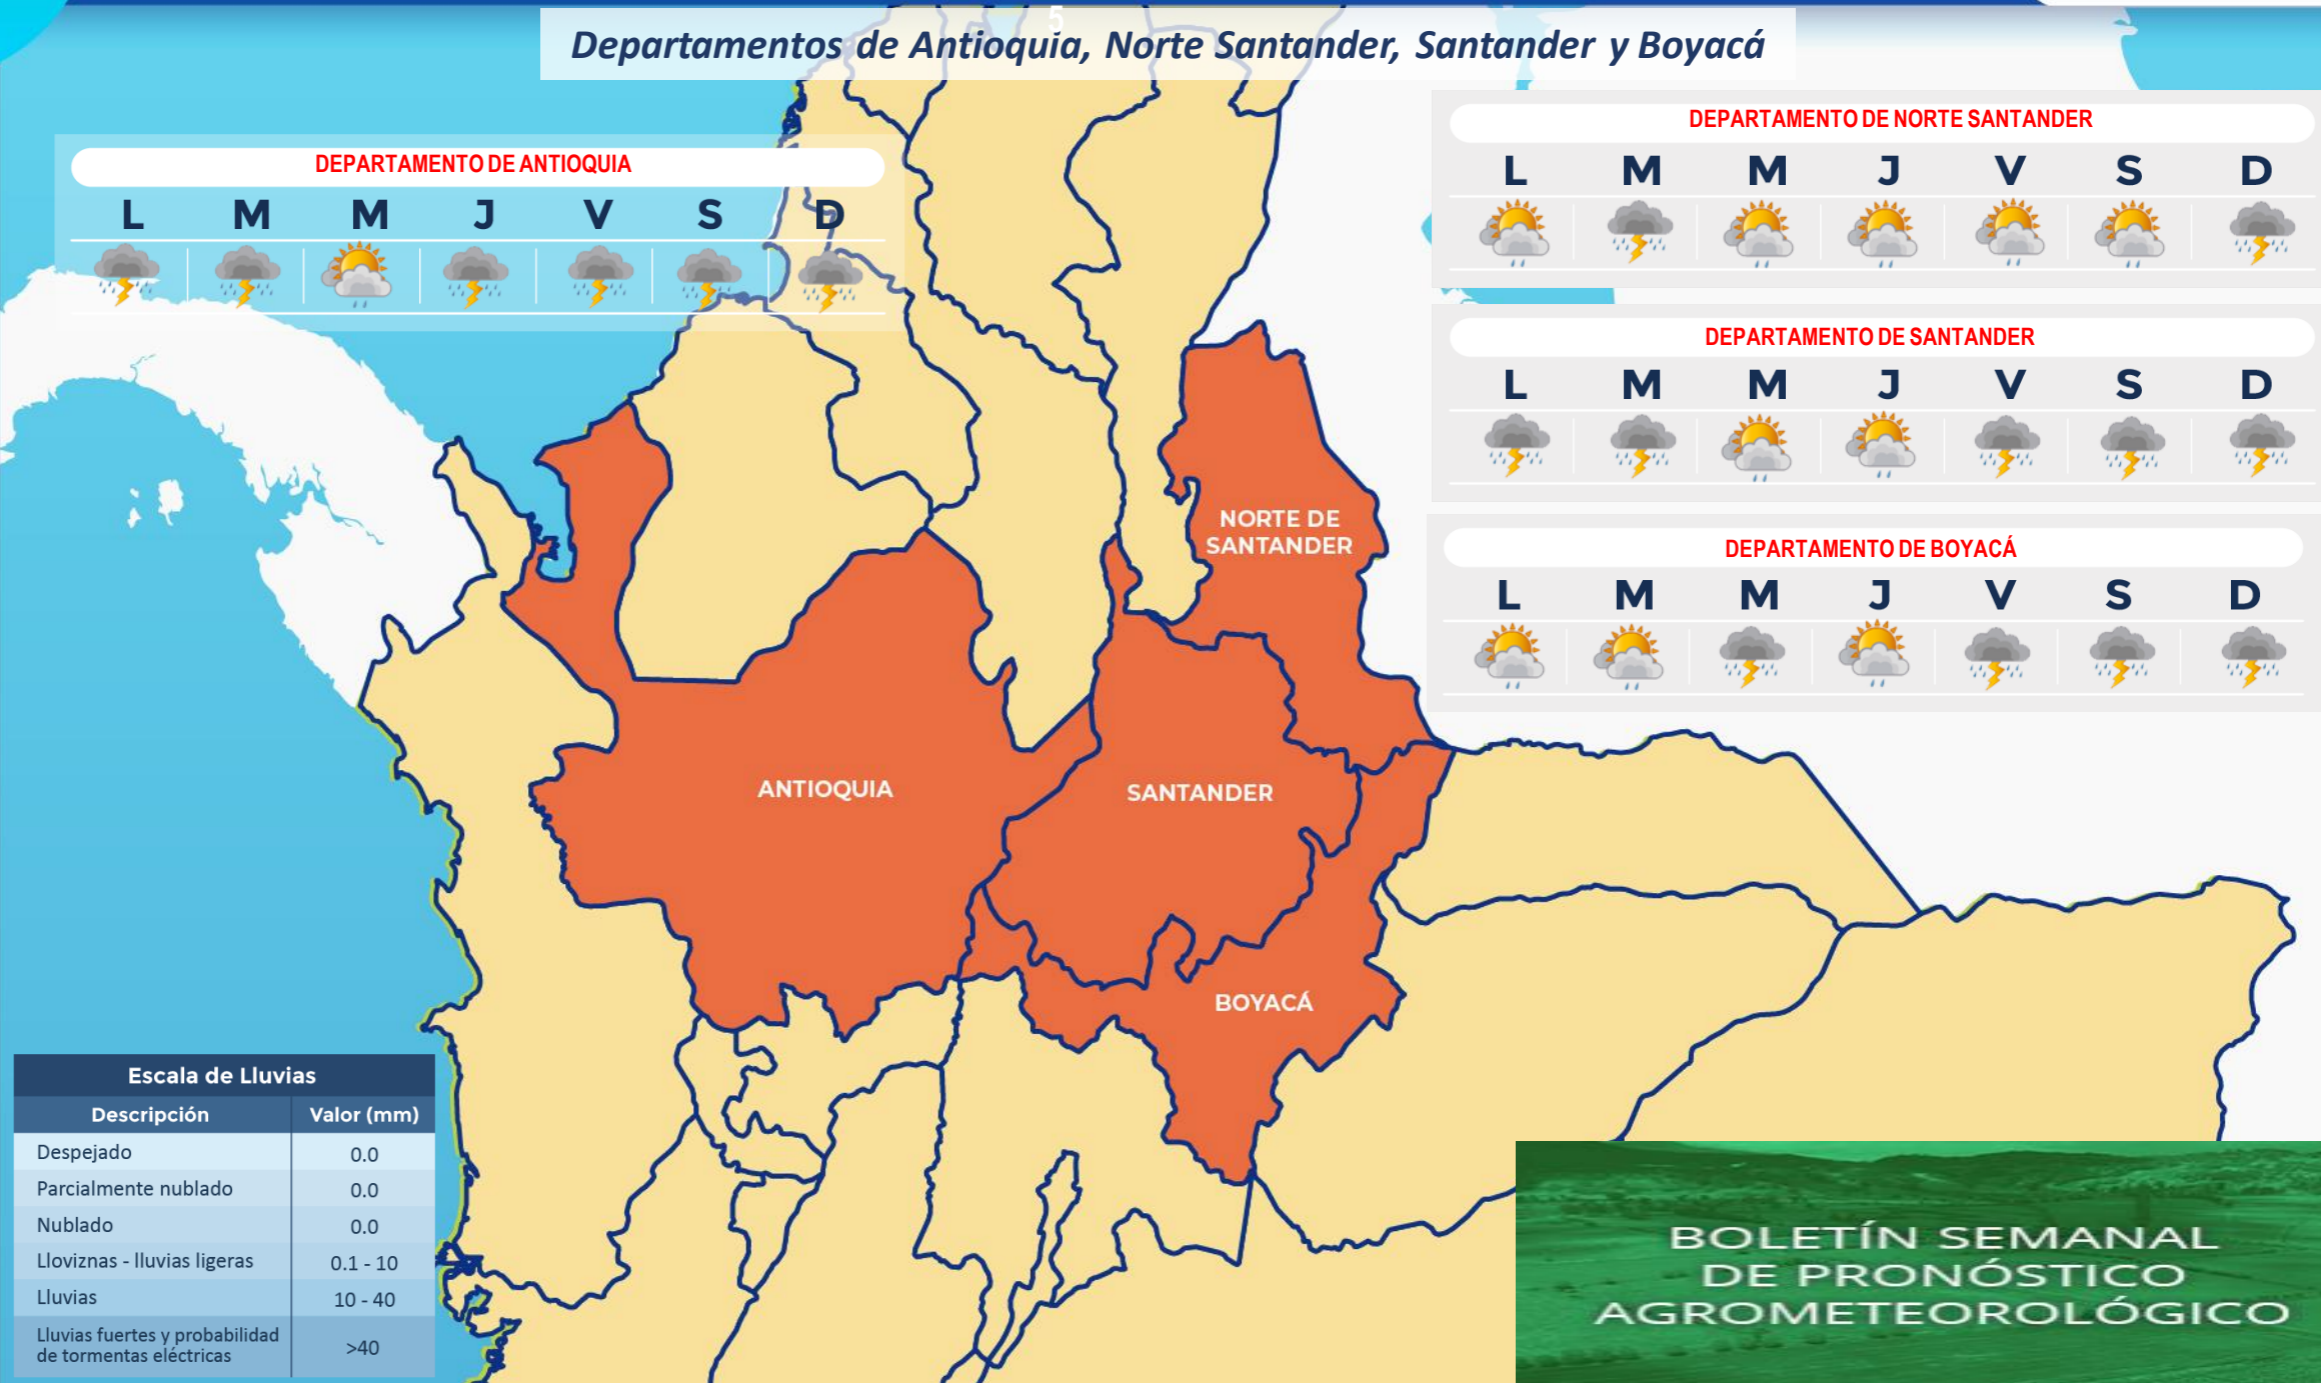 5
Departamentos de Antioquia, Norte Santander, Santander y Boyacá
DEPARTAMENTO DE ANTIOQUIA
L M M J V S D
DEPARTAMENTO DE NORTE SANTANDER
L M M J V S D
DEPARTAMENTO DE SANTANDER
L M M J V S D
DEPARTAMENTO DE BOYACÁ
L M M J V S D
NORTE DE
SANTANDER
ANTIOQUIA
SANTANDER
BOYACÁ
Escala de Lluvias
Descripción Valor (mm)
Despejado 0.0
Parcialmente nublado 0.0
Nublado 0.0
Lloviznas - lluvias ligeras 0.1 - 10
Lluvias 10 - 40
Lluvias fuertes y probabilidad
de tormentas eléctricas >40
BOLETÍN SEMANAL
DE PRONÓSTICO
AGROMETEOROLÓGICO